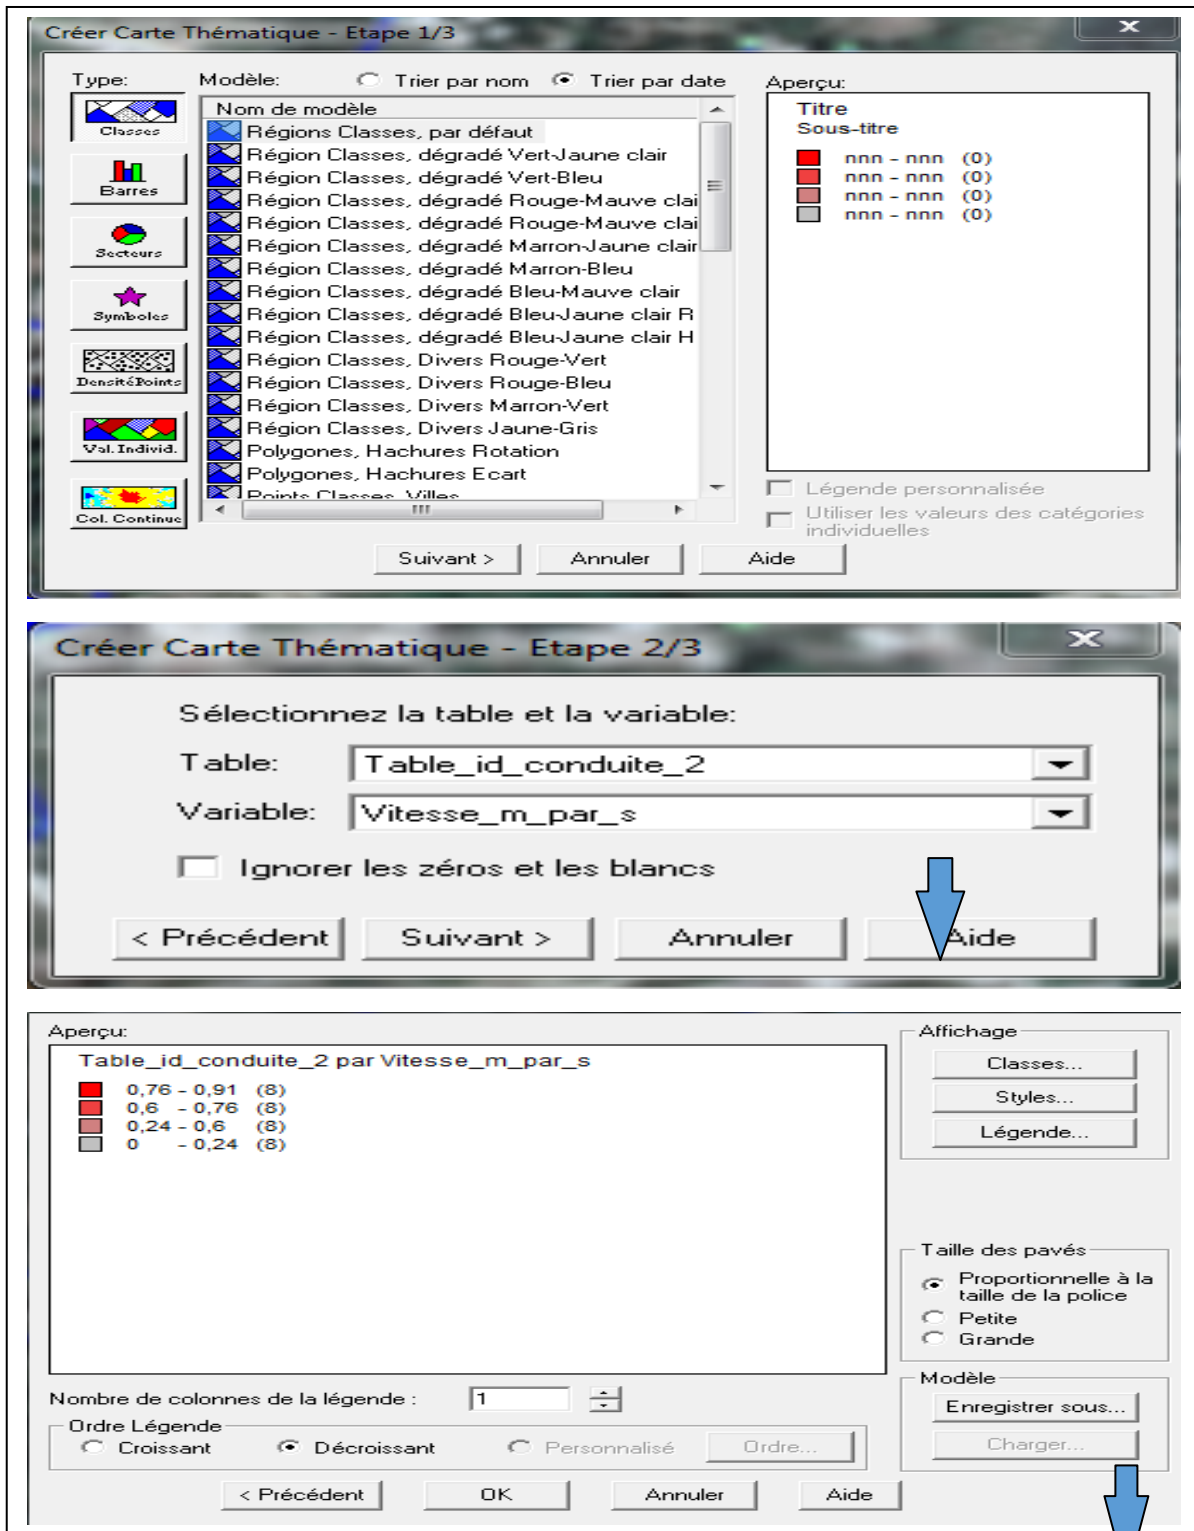 Créer Carte Thématique - Etape 1/3
Type:
Classes
Barres
Secteurs
Symboles
DensitéPoints
Val.Individ.
Col. Continue
Modèle:
Trier par nom
Trier par date
Nom de modèle
Régions Classes, par défaut
Région Classes, dégradé Vert-Jaune clair
Région Classes, dégradé Vert-Bleu
Région Classes, dégradé Rouge-Mauve clai
Région Classes, dégradé Rouge-Mauve clai
Région Classes, dégradé Marron-Jaune clair
Région Classes, dégradé Marron-Bleu
Région Classes, dégradé Bleu-Mauve clair
Région Classes, dégradé Bleu-Jaune clair R
Région Classes, dégradé Bleu-Jaune clair H
Région Classes, Divers Rouge-Vert
Région Classes, Divers Rouge-Bleu
Région Classes, Divers Marron-Vert
Région Classes, Divers Jaune-Gris
Polygones, Hachures Rotation
Polygones, Hachures Ecart
Points Classes, Villes
Aperçu:
Titre
Sous-titre
nnn - nnn (0)
nnn - nnn (0)
nnn - nnn (0)
nnn - nnn (0)
Légende personnalisée
Utiliser les valeurs des catégories
individuelles
Suivant >
Annuler
Aide
Créer Carte Thématique - Etape 2/3
Sélectionnez la table et la variable:
Table: Table_id_conduite_2
Variable: Vitesse_m_par_s
Ignorer les zéros et les blancs
< Précédent
Suivant >
Annuler
Aide
Aperçu:
Table_id_conduite_2 par Vitesse_m_par_s
0,76 - 0,91 (8)
0,6 - 0,76 (8)
0,24 - 0,6 (8)
0 - 0,24 (8)
Affichage
Classes...
Styles...
Légende...
Taille des pavés
Proportionnelle à la
taille de la police
Petite
Grande
Modèle
Enregistrer sous...
Charger...
Nombre de colonnes de la légende : 1
Ordre Légende
Croissant
Décroissant
Personnalisé
Ordre...
< Précédent
OK
Annuler
Aide